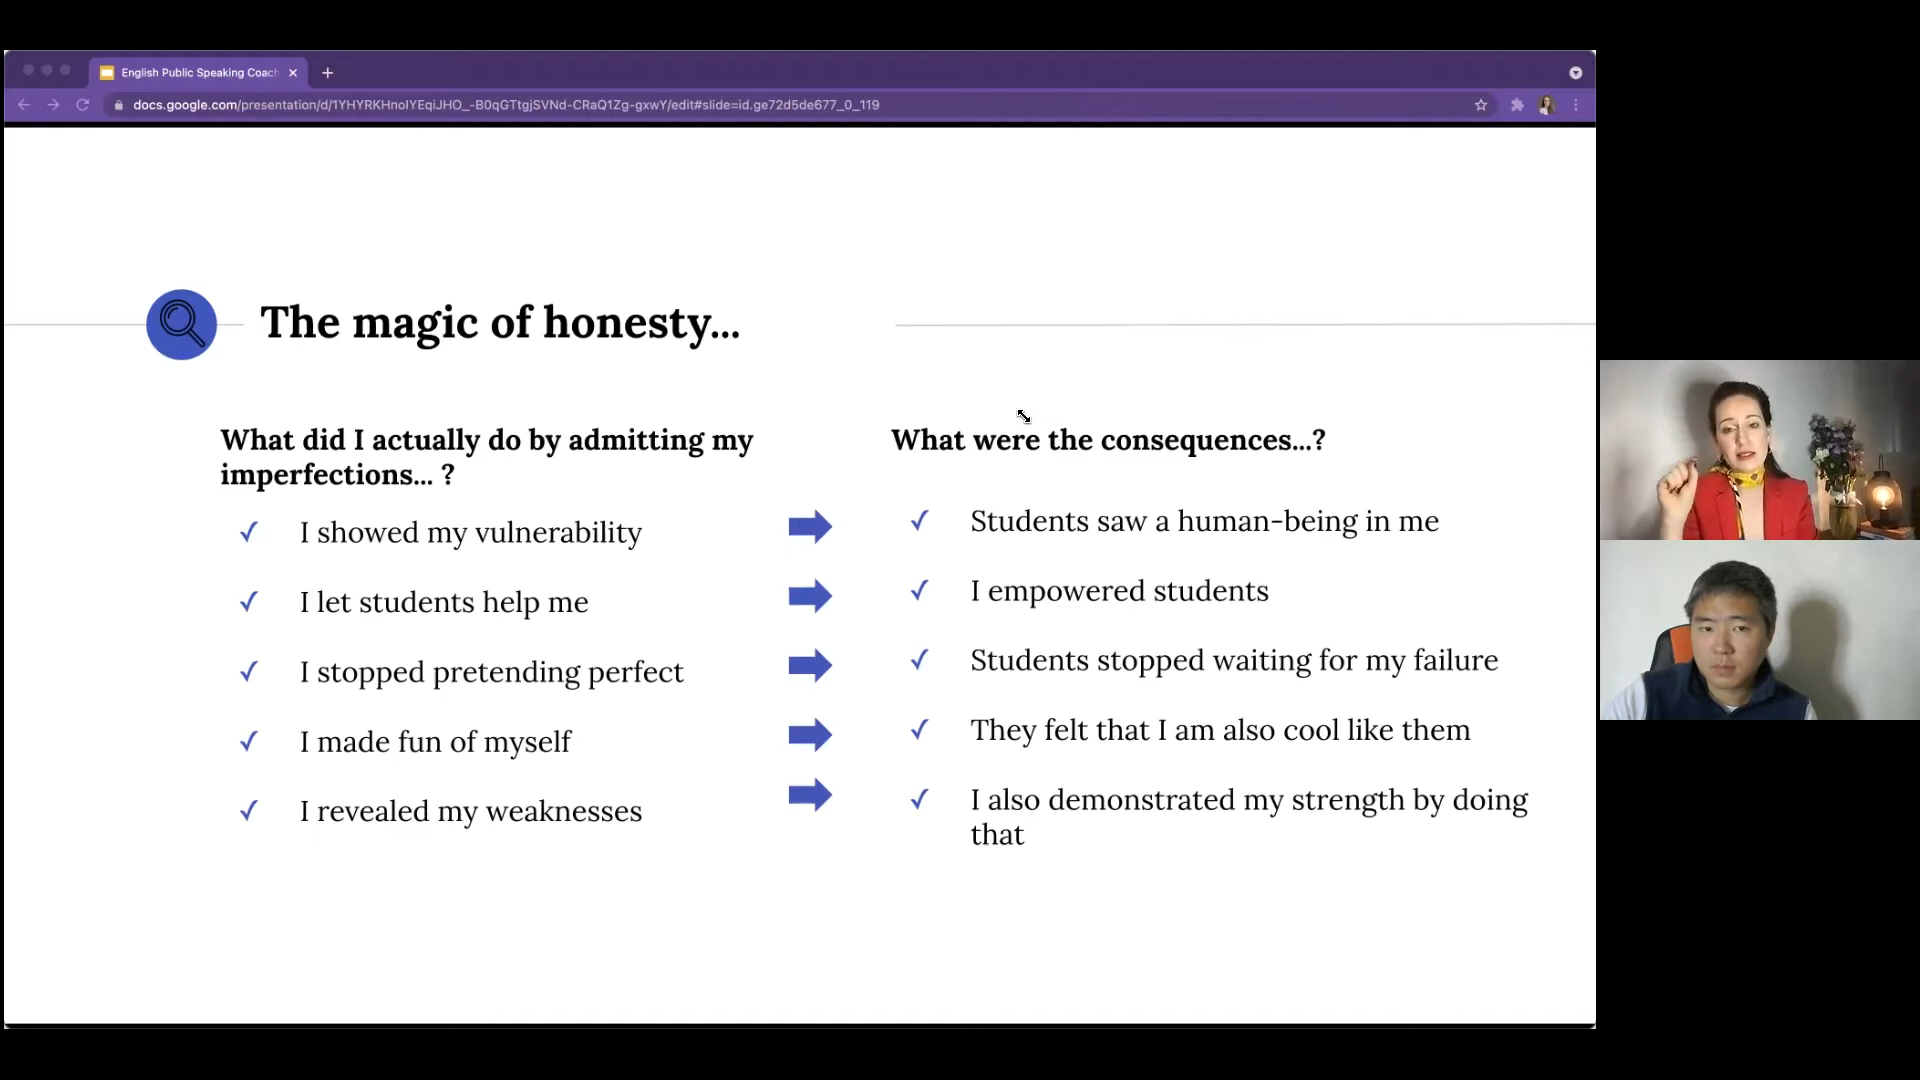 English Public Speaking Coach
docs.google.com/presentation/d/1YHYRKHnoIYEqiJHO_-B0qGTtgjSVNd-CRaQ1Zg-gxwY/edit#slide=id.ge72d5de677_0_119
The magic of honesty...
What did I actually do by admitting my
imperfections... ?
✓ I showed my vulnerability
✓ I let students help me
✓ I stopped pretending perfect
✓ I made fun of myself
✓ I revealed my weaknesses
What were the consequences...?
✓ Students saw a human-being in me
✓ I empowered students
✓ Students stopped waiting for my failure
✓ They felt that I am also cool like them
✓ I also demonstrated my strength by doing
that